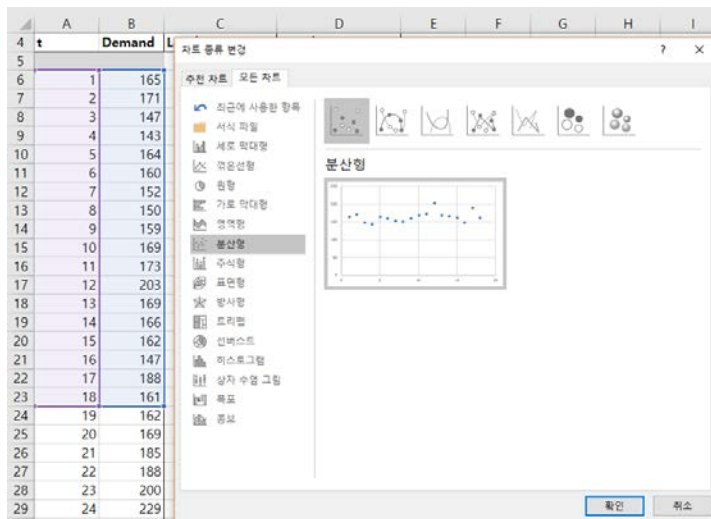 A B C D E F G H I
4 t Demand L
5
6 1 165
7 2 171
8 3 147
9 4 143
10 5 164
11 6 160
12 7 152
13 8 150
14 9 159
15 10 169
16 11 173
17 12 203
18 13 169
19 14 166
20 15 162
21 16 147
22 17 188
23 18 161
24 19 162
25 20 169
26 21 185
27 22 188
28 23 200
29 24 229
차트 종류 변경 ? ×
추천 차트 모든 차트
최근에 사용한 항목
서식 파일
세로 막대형
꺾은선형
원형
가로 막대형
영역형
분산형
주식형
표면형
방사형
트리맵
선버스트
히스토그램
상자 수염 그림
폭포
콤보
분산형
확인 취소